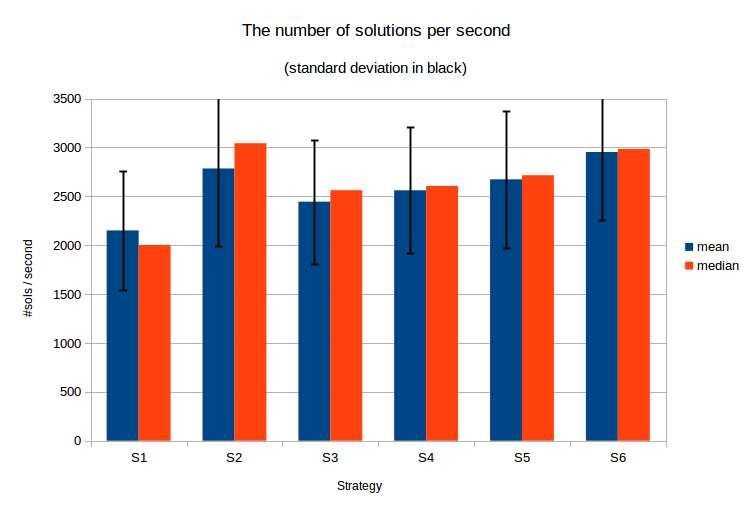 The number of solutions per second
(standard deviation in black)
3500
3000
2500
2000
1500
1000
500
0
#sols / second
S1 S2 S3 S4 S5 S6
Strategy
mean
median